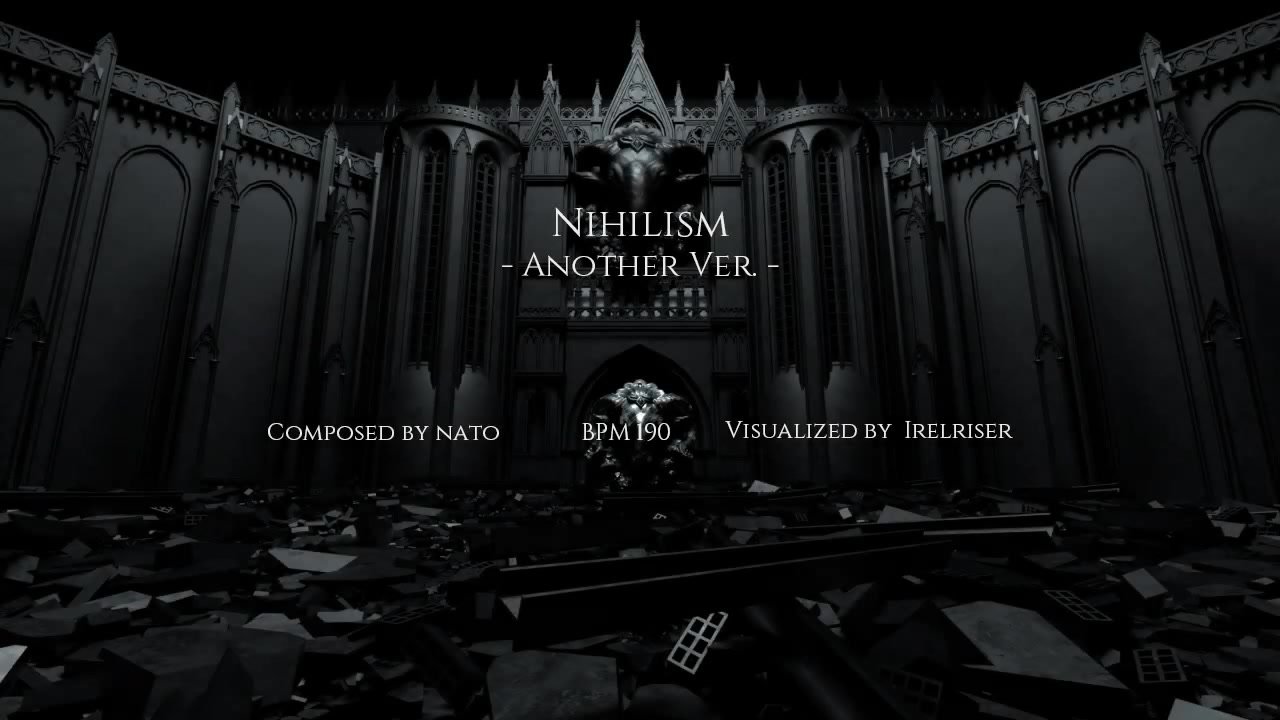 Nihilism
- Another Ver. -
Composed by nato
BPM 190
Visualized by Irelriser